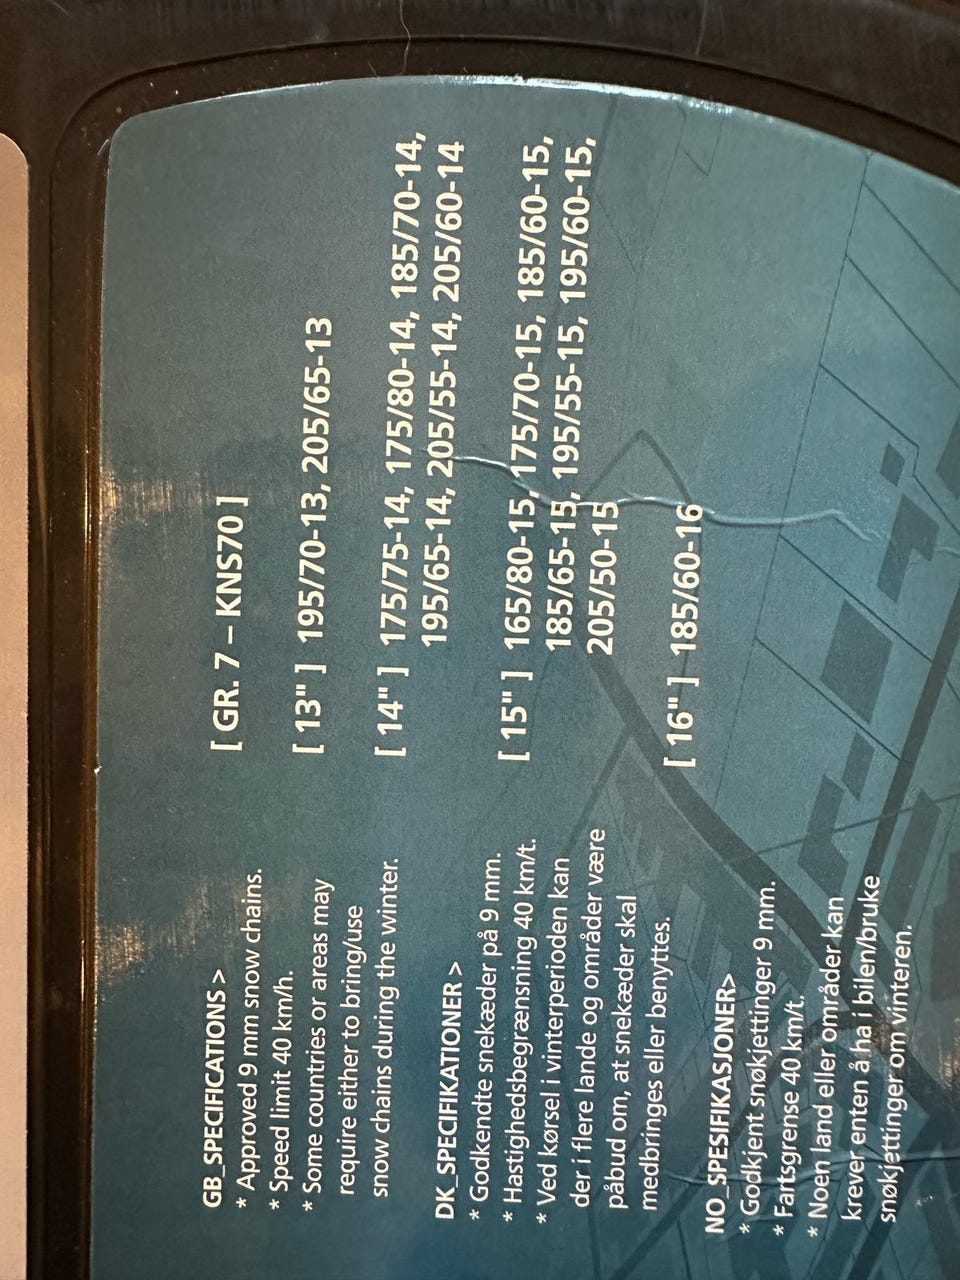 GB_SPECIFICATIONS >
* Approved 9 mm snow chains.
* Speed limit 40 km/h.
* Some countries or areas may
require either to bring/use
snow chains during the winter.
DK_SPECIFIKATIONER >
* Godkendte snekæder på 9 mm.
* Hastighedsbegrænsning 40 km/t.
* Ved kørsel i vinterperioden kan
der i flere lande og områder være
påbud om, at snekæder skal
medbringes eller benyttes.
NO_SPESIFIKASJONER>
* Godkjent snøkjettinger 9 mm.
* Fartsgrense 40 km/t.
* Noen land eller områder kan
krever enten å ha i bilen/bruke
snøkjettinger om vinteren.
[ GR. 7 – KNS70 ]
[ 13" ] 195/70-13, 205/65-13
[ 14" ] 175/75-14, 175/80-14, 185/70-14,
195/65-14, 205/55-14, 205/60-14
[ 15" ] 165/80-15, 175/70-15, 185/60-15,
185/65-15, 195/55-15, 195/60-15,
205/50-15
[ 16" ] 185/60-16